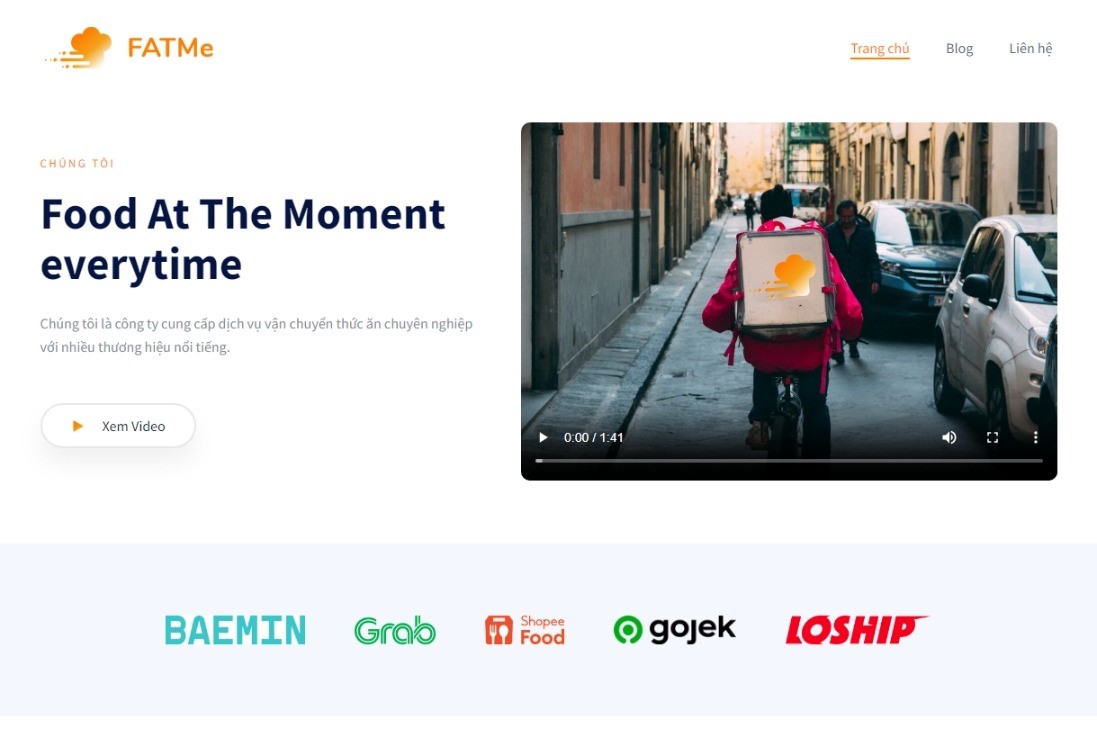 FATMe
Trang chủ
Blog
Liên hệ
CHÚNG TÔI
Food At The Moment
everytime
Chúng tôi là công ty cung cấp dịch vụ vận chuyển thức ăn chuyên nghiệp
với nhiều thương hiệu nổi tiếng.
Xem Video
0:00 / 1:41
BAEMIN
Grab
Shopee
Food
gojek
LOSHIP